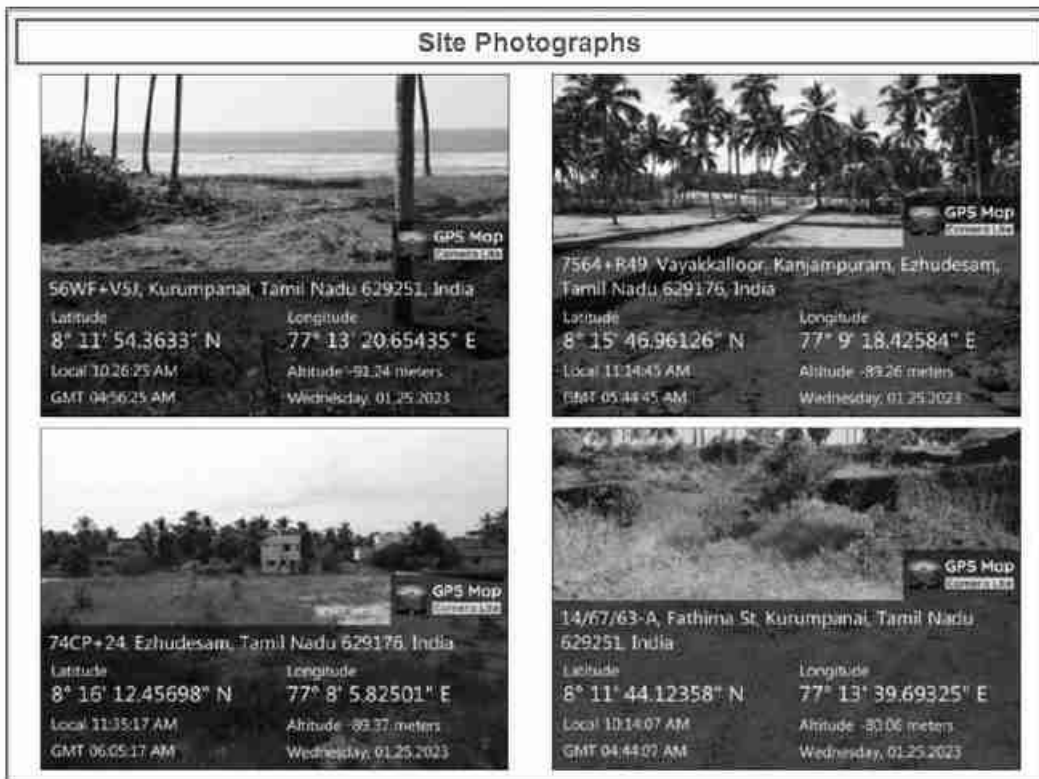 Site Photographs
GPS Map
Camera Lite
56WF+V5J, Kurumpanai, Tamil Nadu 629251, India
Latitude
Longitude
8° 11' 54.3633" N
77° 13' 20.65435" E
Local 10:26:25 AM
Altitude -91.24 meters
GMT 04:56:25 AM
Wednesday, 01.25.2023
GPS Map
Camera Lite
7564+R49, Vayakkalloor, Kanjampuram, Ezhudesam,
Tamil Nadu 629176, India
Latitude
Longitude
8° 15' 46.96126" N
77° 9' 18.42584" E
Local 11:14:45 AM
Altitude -89.26 meters
GMT 05:44:45 AM
Wednesday, 01.25.2023
GPS Map
Camera Lite
74CP+24, Ezhudesam, Tamil Nadu 629176, India
Latitude
Longitude
8° 16' 12.45698" N
77° 8' 5.82501" E
Local 11:35:17 AM
Altitude -89.37 meters
GMT 06:05:17 AM
Wednesday, 01.25.2023
GPS Map
Camera Lite
14/67/63-A, Fathima St, Kurumpanai, Tamil Nadu
629251, India
Latitude
Longitude
8° 11' 44.12358" N
77° 13' 39.69325" E
Local 10:14:07 AM
Altitude -80.06 meters
GMT 04:44:07 AM
Wednesday, 01.25.2023